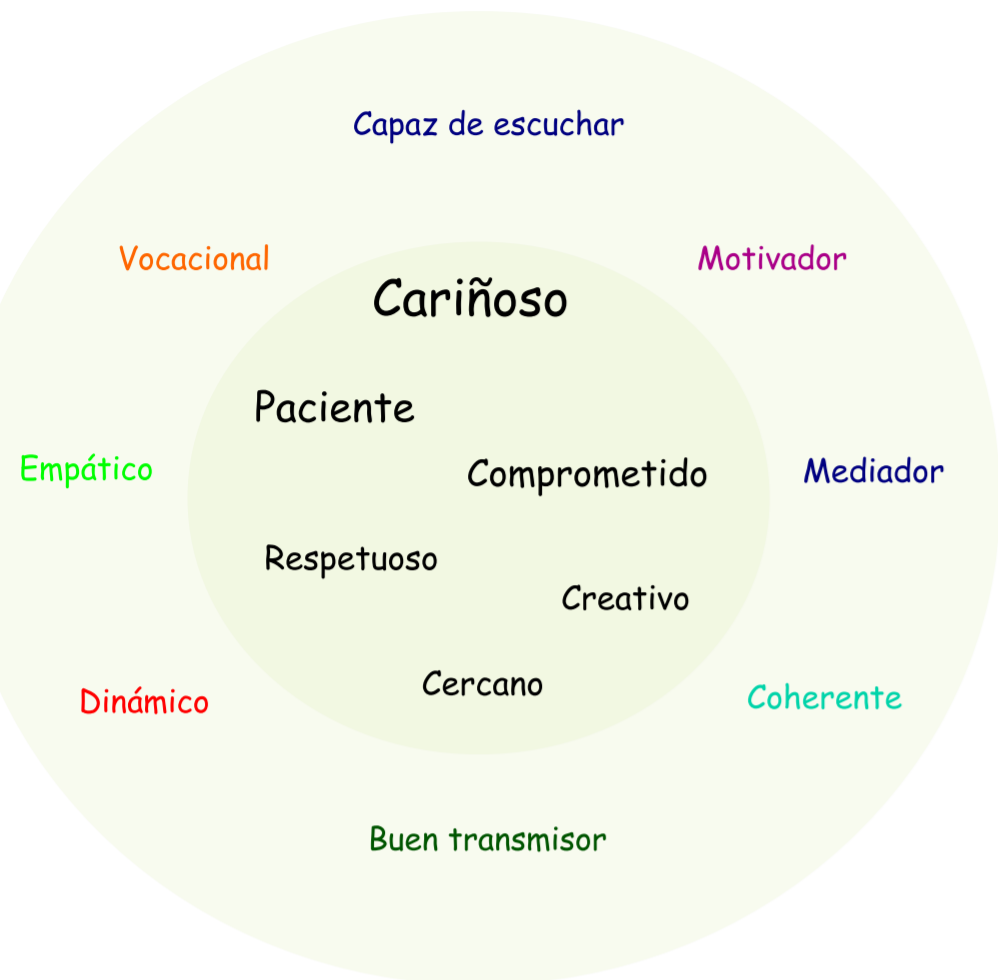 Capaz de escuchar
Vocacional
Motivador
Cariñoso
Paciente
Empático
Comprometido
Mediador
Respetuoso
Creativo
Cercano
Dinámico
Coherente
Buen transmisor